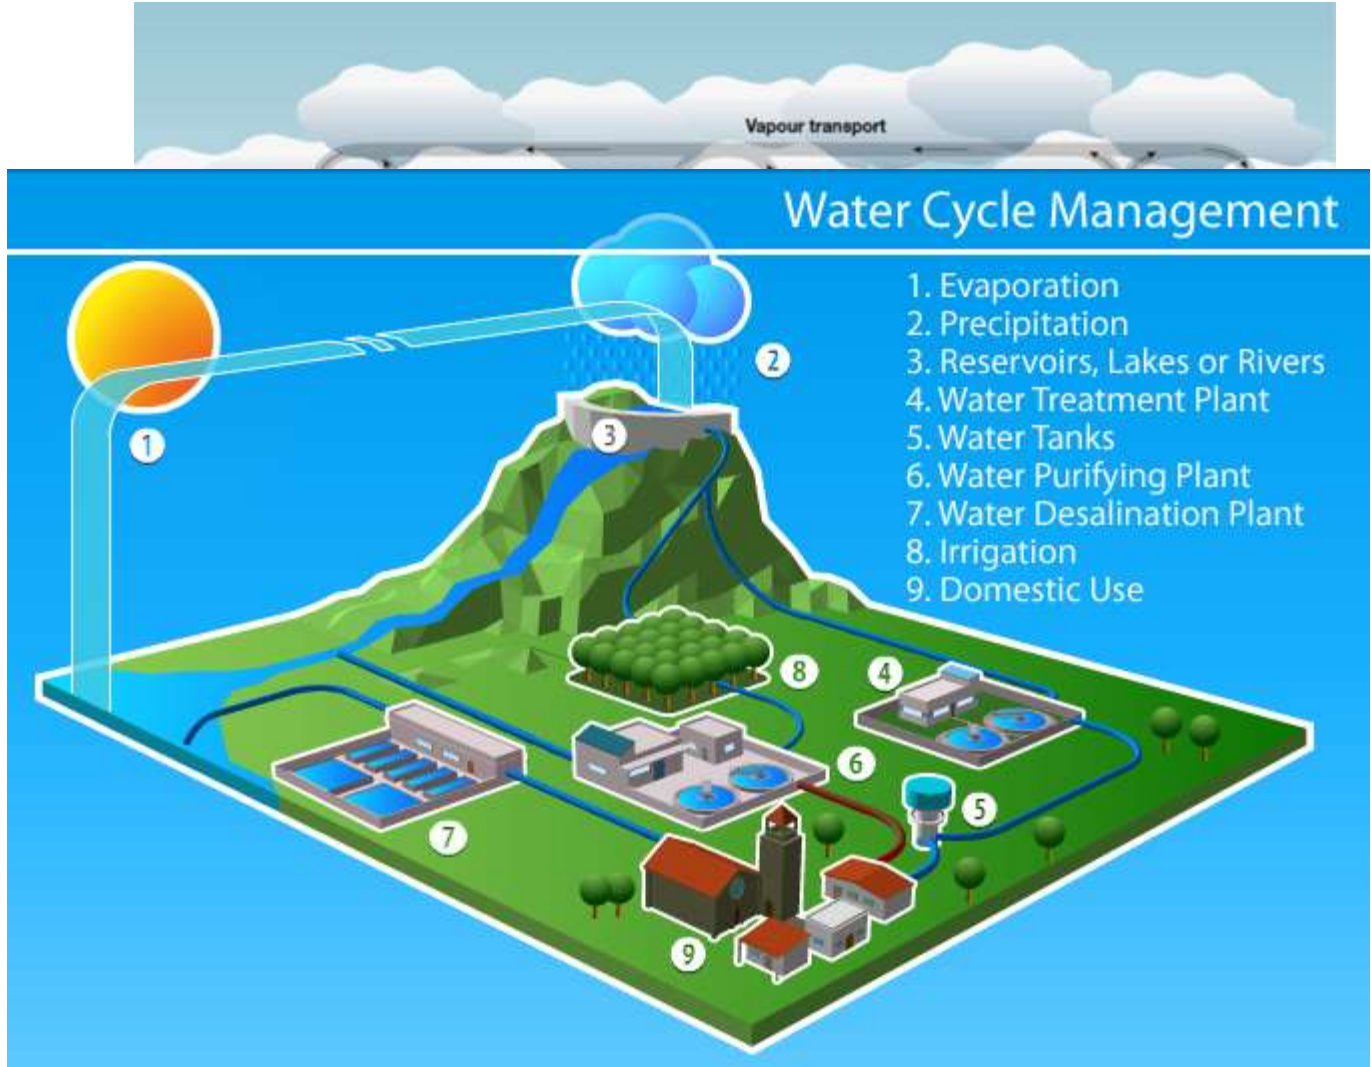 Vapour transport
Water Cycle Management
1. Evaporation
2. Precipitation
3. Reservoirs, Lakes or Rivers
4. Water Treatment Plant
5. Water Tanks
6. Water Purifying Plant
7. Water Desalination Plant
8. Irrigation
9. Domestic Use
2
1
3
8
4
6
5
7
9